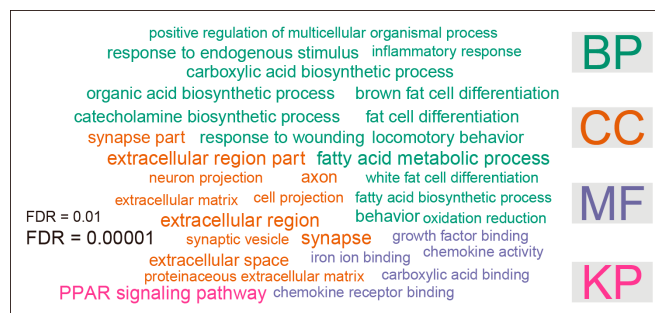 positive regulation of multicellular organismal process
response to endogenous stimulus inflammatory response
BP
carboxylic acid biosynthetic process
organic acid biosynthetic process brown fat cell differentiation
catecholamine biosynthetic process fat cell differentiation
CC
synapse part response to wounding locomotory behavior
extracellular region part fatty acid metabolic process
neuron projection axon white fat cell differentiation
extracellular matrix cell projection fatty acid biosynthetic process
MF
FDR = 0.01 extracellular region behavior oxidation reduction
FDR = 0.00001 synaptic vesicle synapse growth factor binding
extracellular space iron ion binding chemokine activity
proteinaceous extracellular matrix carboxylic acid binding
KP
PPAR signaling pathway chemokine receptor binding